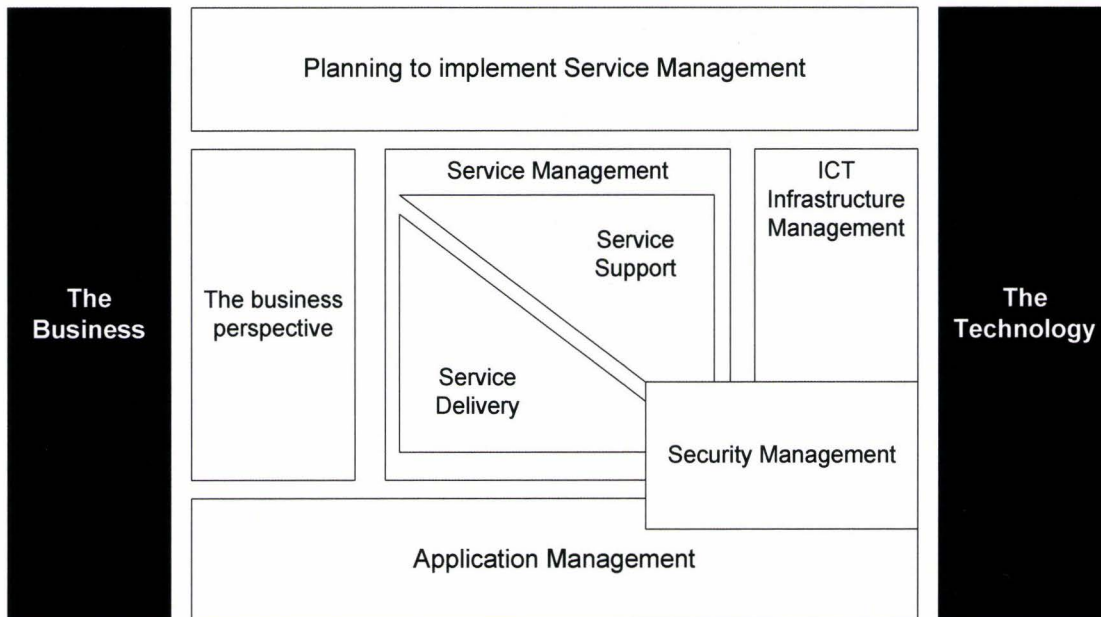 Planning to implement Service Management
The
Business
The business
perspective
Service Management
Service
Support
Service
Delivery
ICT
Infrastructure
Management
Security Management
Application Management
The
Technology